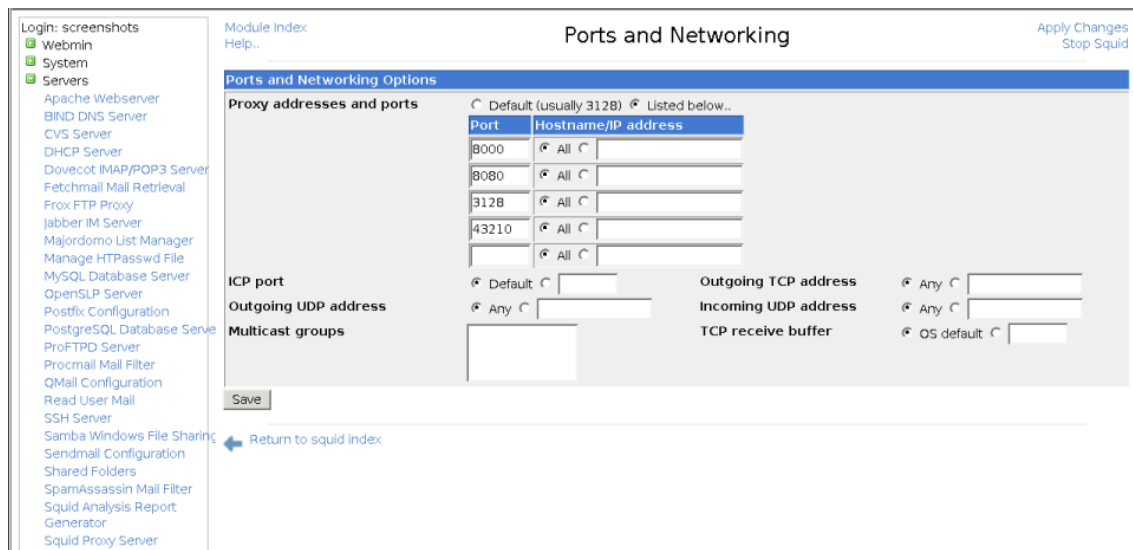 Login: screenshots
Webmin
System
Servers
Apache Webserver
BIND DNS Server
CVS Server
DHCP Server
Dovecot IMAP/POP3 Server
Fetchmail Mail Retrieval
Frox FTP Proxy
Jabber IM Server
Majordomo List Manager
Manage HTPasswd File
MySQL Database Server
OpenSLP Server
Postfix Configuration
PostgreSQL Database Serve
ProFTPD Server
Procmail Mail Filter
QMail Configuration
Read User Mail
SSH Server
Samba Windows File Sharing
Sendmail Configuration
Shared Folders
SpamAssassin Mail Filter
Squid Analysis Report
Generator
Squid Proxy Server
Module Index
Help..
Ports and Networking
Apply Changes
Stop Squid
Ports and Networking Options
Proxy addresses and ports Default (usually 3128) Listed below..
Port Hostname/IP address
8000 All
8080 All
3128 All
43210 All
All
ICP port Default Outgoing TCP address Any
Outgoing UDP address Any Incoming UDP address Any
Multicast groups TCP receive buffer OS default
Save
Return to squid index